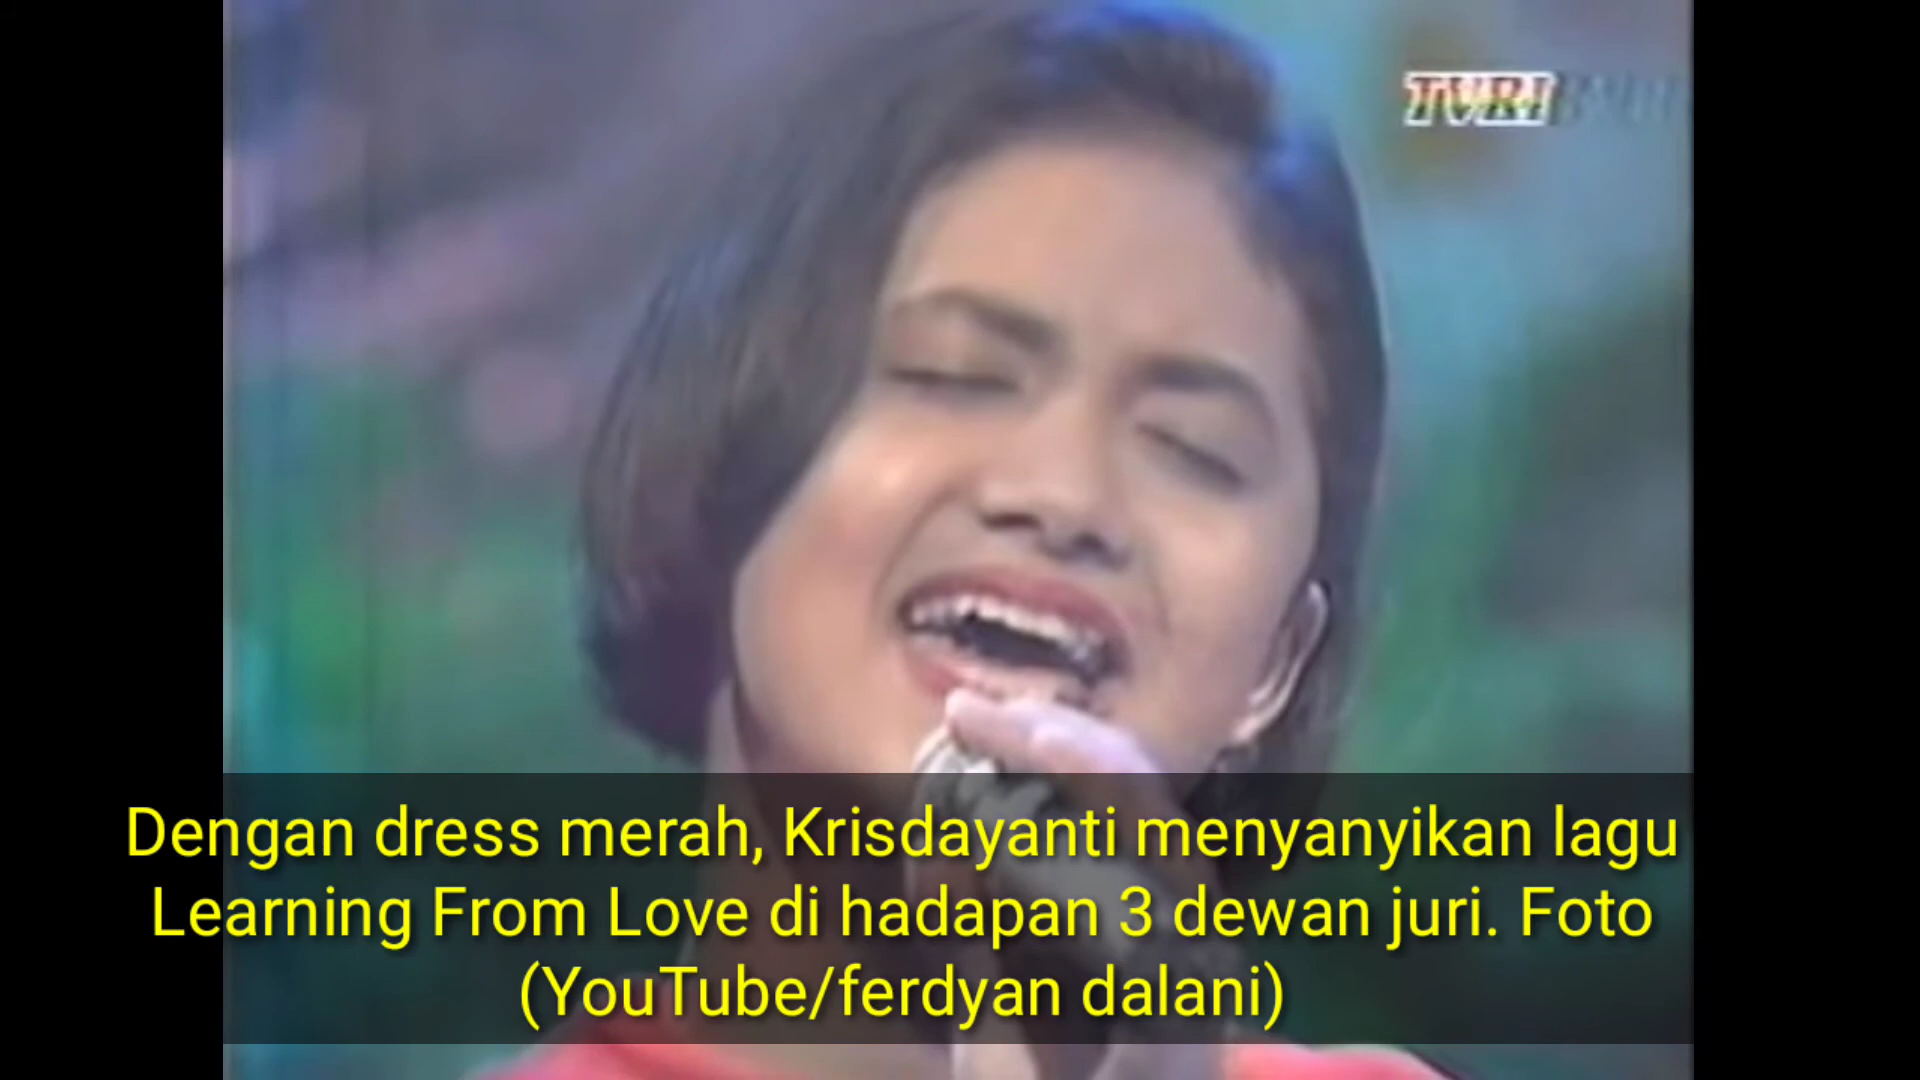 TVRI
Dengan dress merah, Krisdayanti menyanyikan lagu
Learning From Love di hadapan 3 dewan juri. Foto
(YouTube/ferdyan dalani)